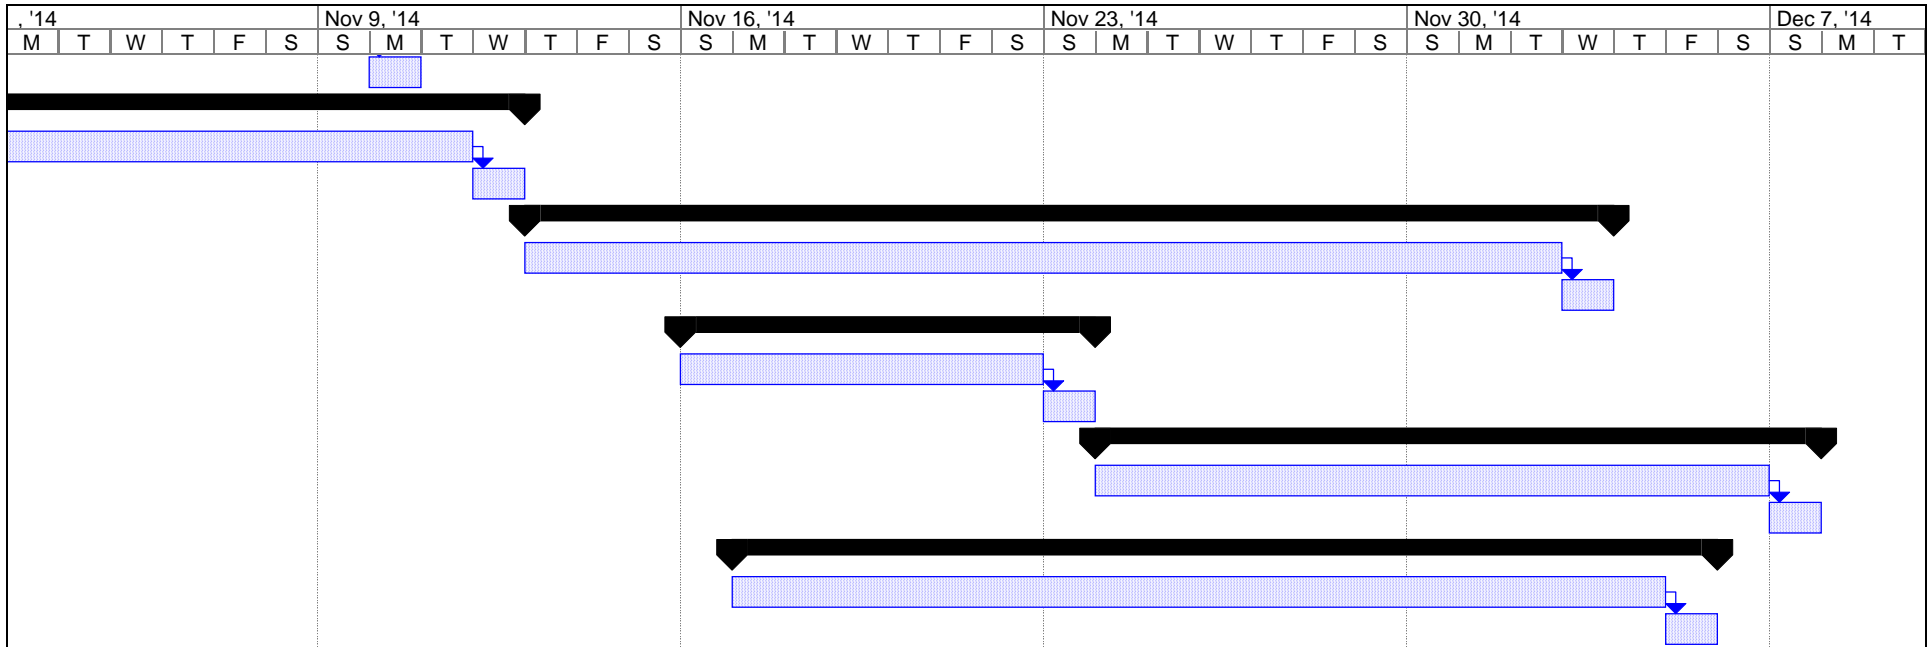 , '14 Nov 9, '14 Nov 16, '14 Nov 23, '14 Nov 30, '14 Dec 7, '14
M T W T F S S M T W T F S S M T W T F S S M T W T F S S M T W T F S S M T